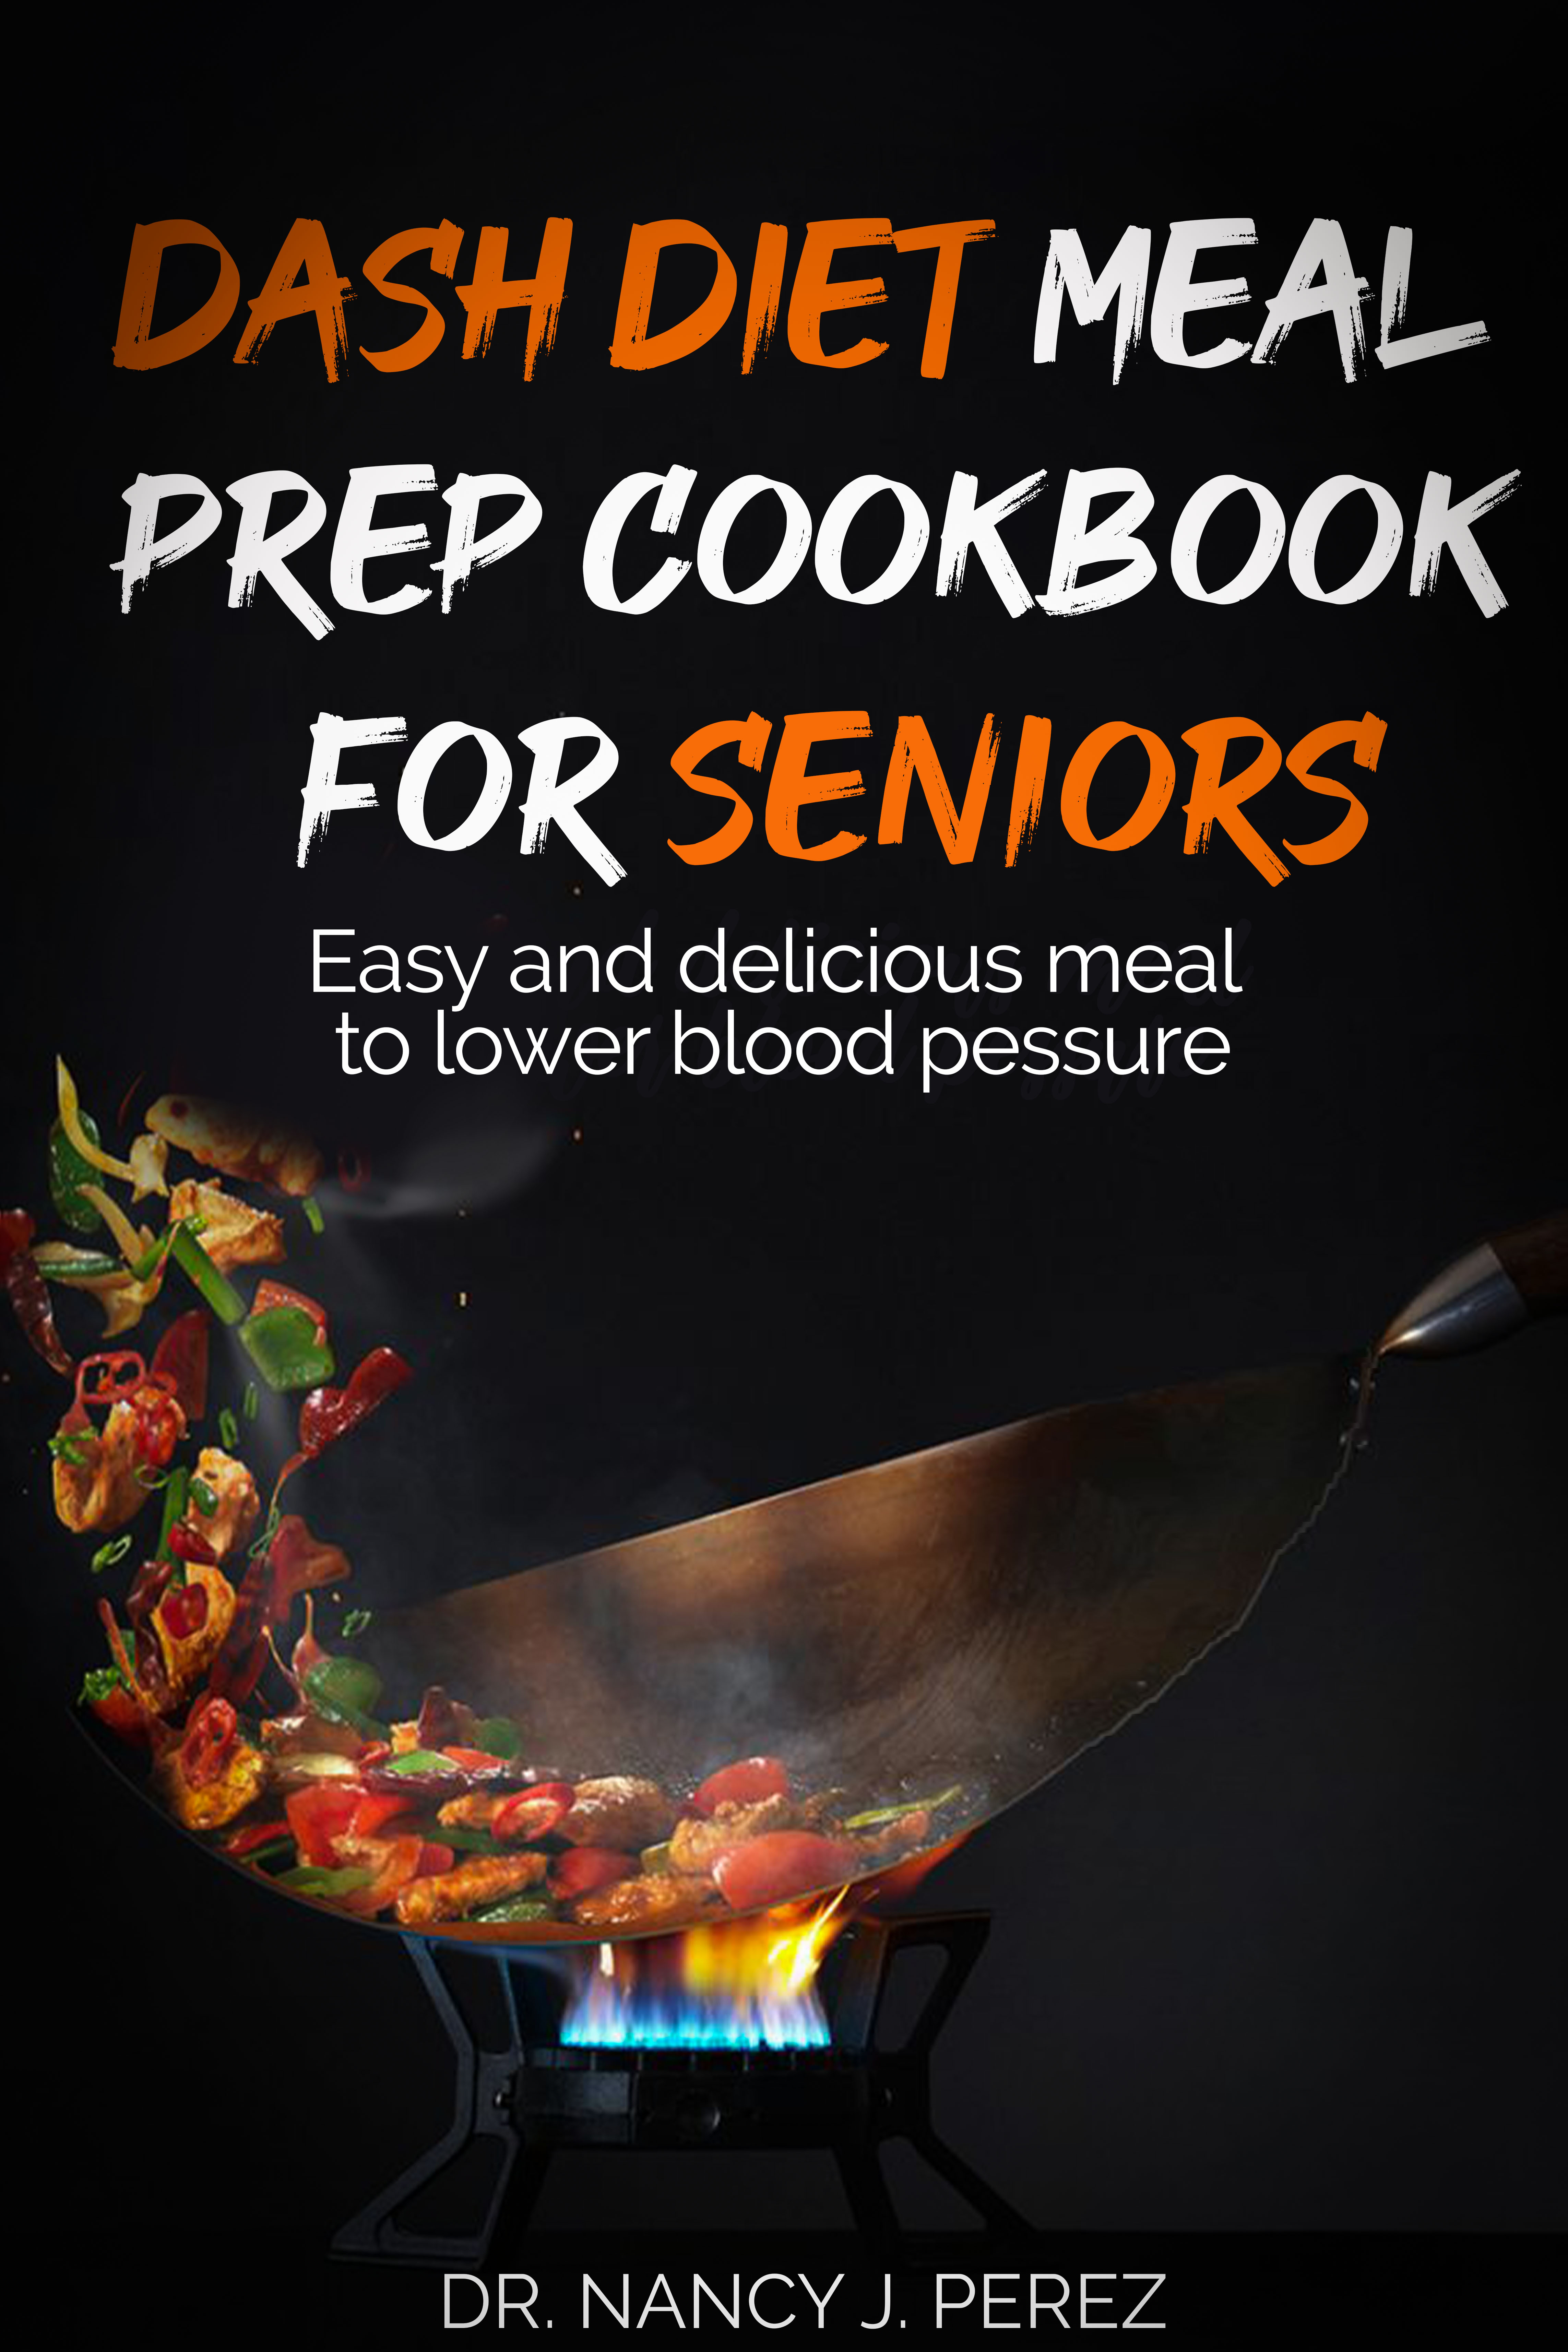 DASH DIET MEAL
PREP COOKBOOK
FOR SENIORS
Easy and delicious meal
to lower blood pessure
DR. NANCY J. PEREZ